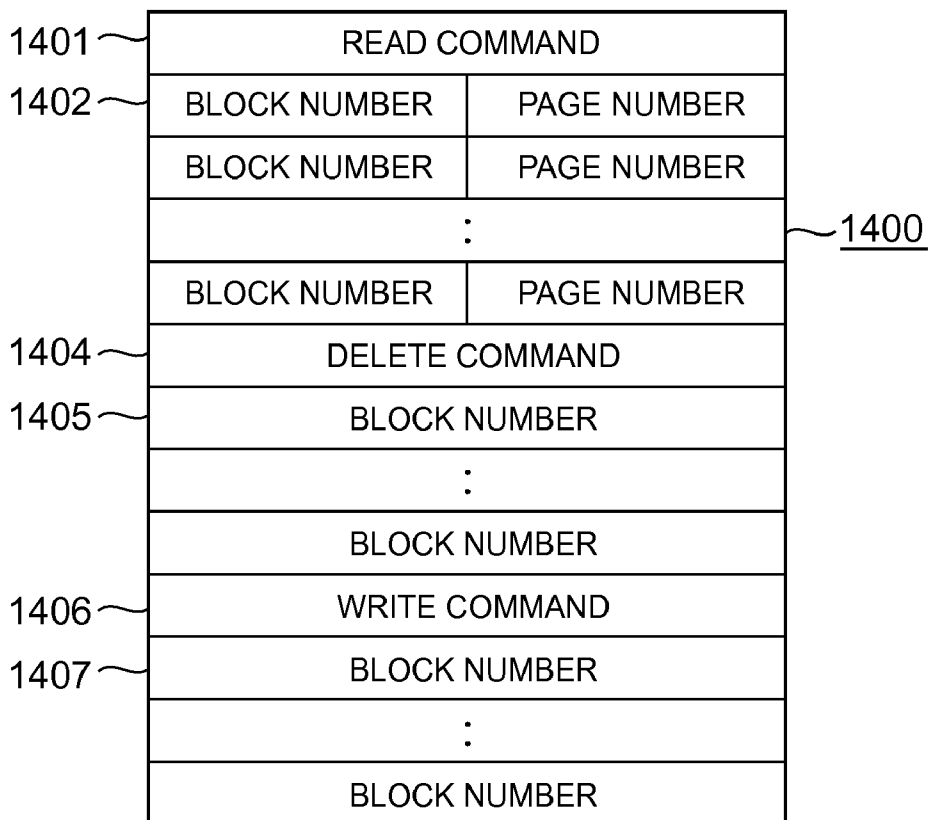 1401 READ COMMAND
1402 BLOCK NUMBER PAGE NUMBER
BLOCK NUMBER PAGE NUMBER
: 1400
BLOCK NUMBER PAGE NUMBER
1404 DELETE COMMAND
1405 BLOCK NUMBER
:
BLOCK NUMBER
1406 WRITE COMMAND
1407 BLOCK NUMBER
:
BLOCK NUMBER